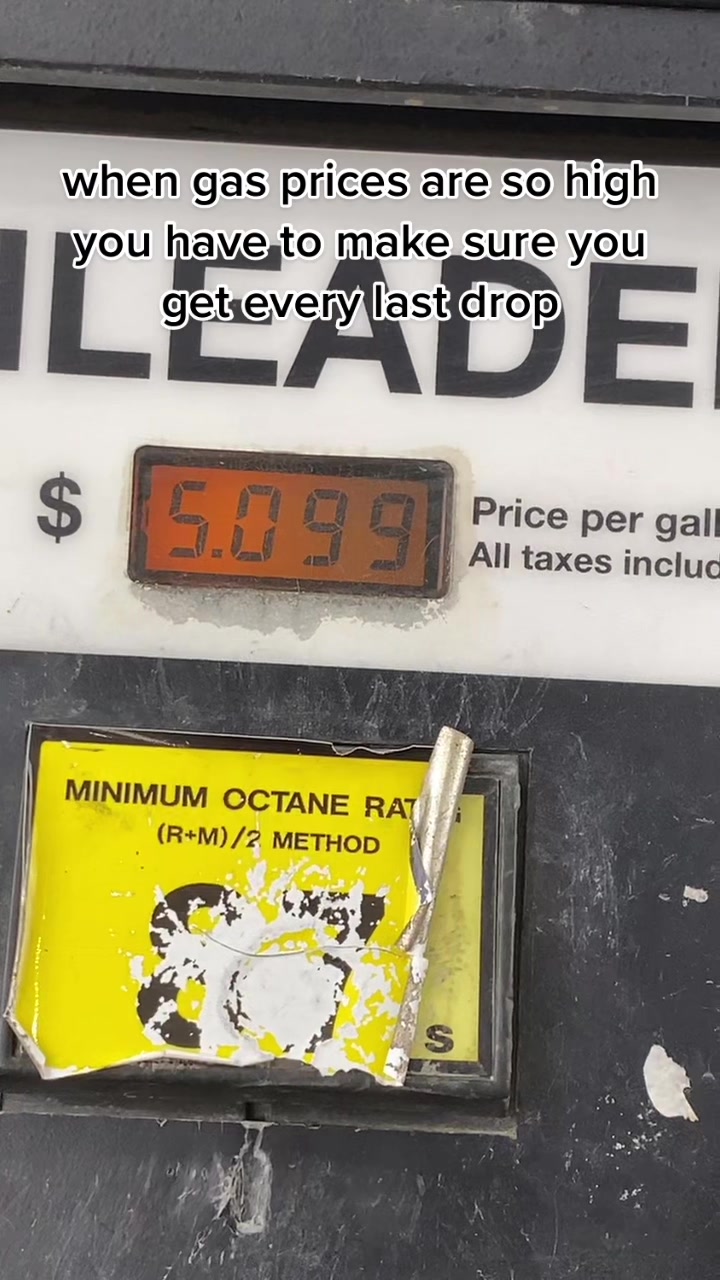 when gas prices are so high
you have to make sure you
get every last drop
LEADE
$ 5.099 Price per gall
All taxes includ
MINIMUM OCTANE RAT
(R+M)/2 METHOD
87
S